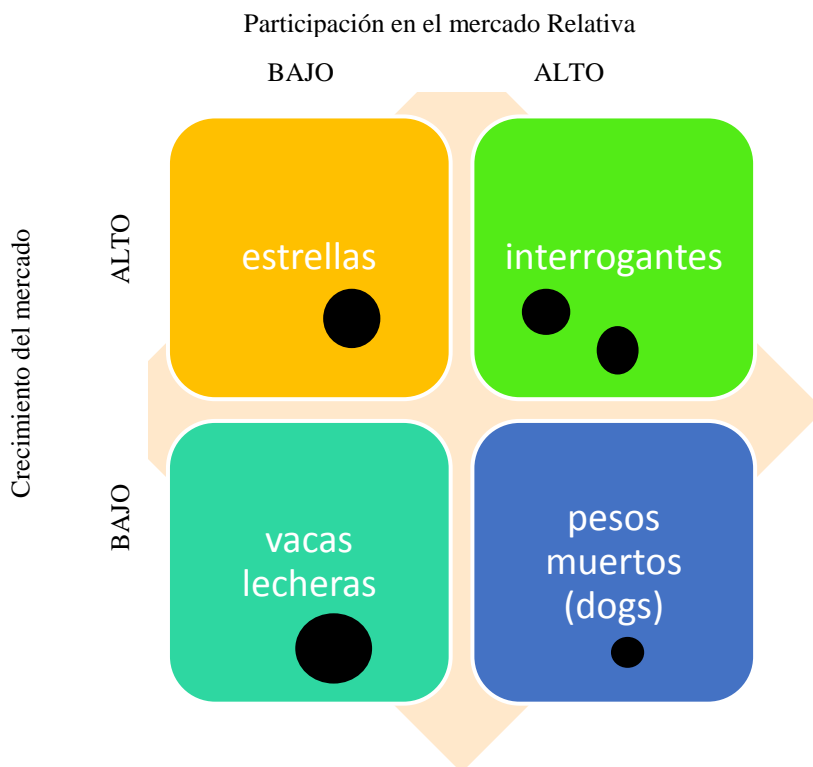 Participación en el mercado Relativa
BAJO
ALTO
Crecimiento del mercado
ALTO
estrellas
interrogantes
BAJO
vacas
lecheras
pesos
muertos
(dogs)